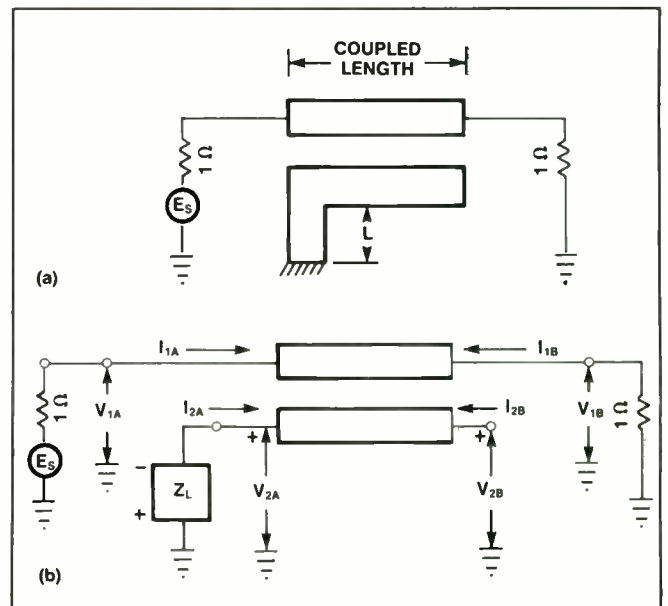 COUPLED
LENGTH
1 Ω
E_S
1 Ω
L
(a)
I_1A
I_1B
1 Ω
V_1A
I_2A
I_2B
V_1B
1 Ω
E_S
- Z_L +
+
V_2A
+
V_2B
(b)